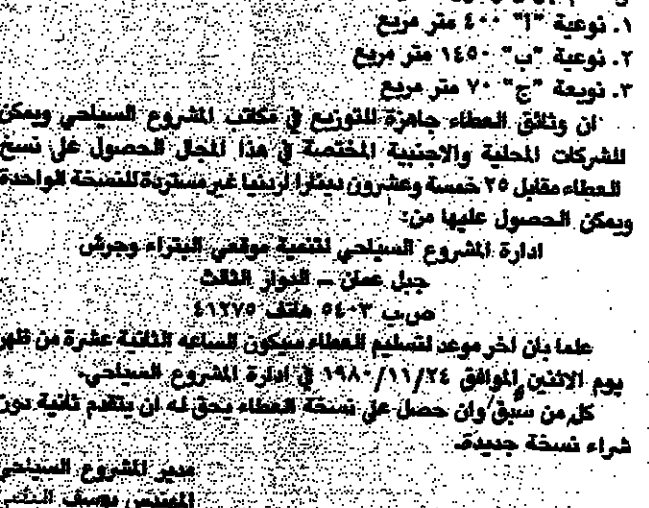 ١. نوعية "أ" ٤٠٠ متر مربع
٢. نوعية "ب" ١٤٥٠ متر مربع
٣. نويعة "ج" ٧٠ متر مربع
ان وثائق العطاء جاهزة للتوزيع في مكاتب المشروع السياحي ويمكن
للشركات المحلية والاجنبية المختصة في هذا المجال الحصول على نسخ
العطاء مقابل ٢٥ خمسة وعشرون دينارا اردنيا غير مستردة للنسخة الواحدة
ويمكن الحصول عليها من:
ادارة المشروع السياحي لتنمية موقعي البتراء وجرش
جبل عمان – الدوار الثالث
ص.ب ٥٤٠٣ هاتف ٤١٢٧٥
علما بان اخر موعد لتسليم العطاء سيكون الساعه الثانية عشرة من ظهر
يوم الاثنين الموافق ١٩٨٠/١١/٢٤ في ادارة المشروع السياحي.
كل من سبق وان حصل على نسخة العطاء يحق له ان يتقدم ثانية دون
شراء نسخة جديدة.
مدير المشروع السياحي
المهندس يوسف